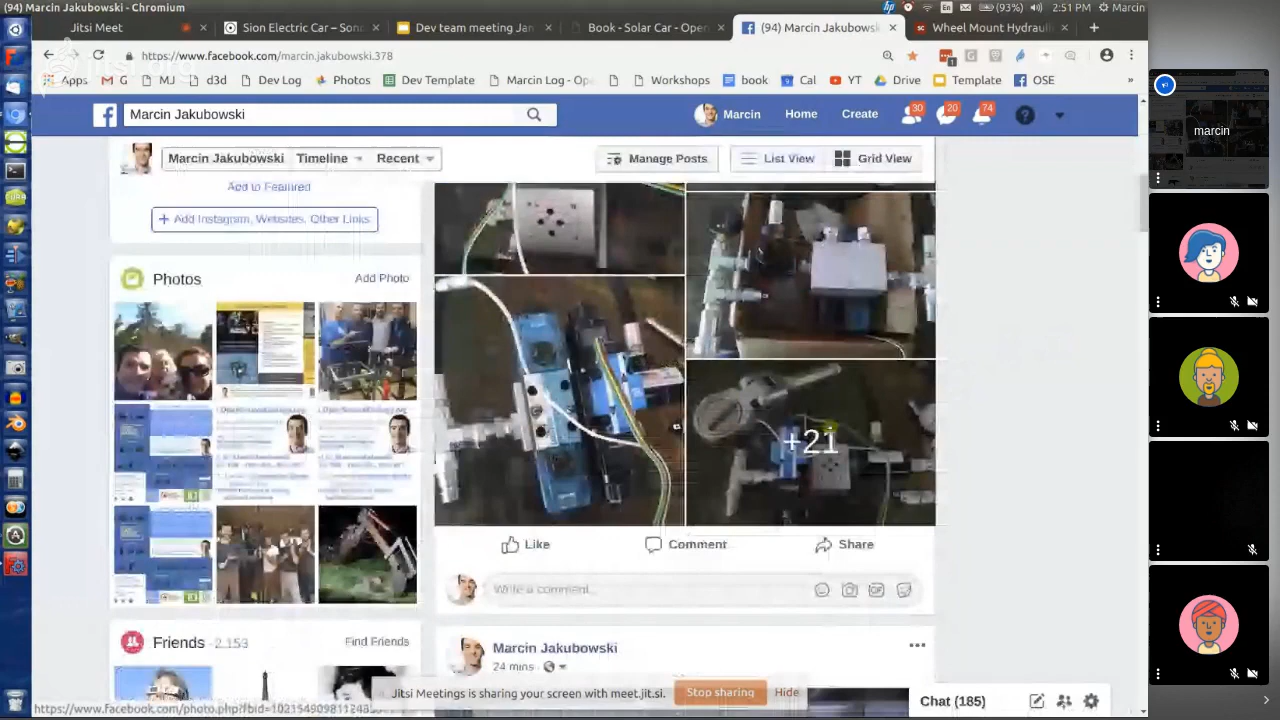 (94) Marcin Jakubowski - Chromium
(93%) 2:51 PM Marcin
Jitsi Meet
Sion Electric Car – Sono
Dev team meeting Jan
Book - Solar Car - Open
(94) Marcin Jakubowski
Wheel Mount Hydrauli
https://www.facebook.com/marcin.jakubowski.378
Apps G MJ d3d Dev Log Photos Dev Template Marcin Log - Ope Workshops book Cal YT Drive Template OSE »
Marcin Jakubowski
Marcin Home Create 30 20 74
Marcin Jakubowski Timeline Recent
Manage Posts List View Grid View
Add to Featured
+ Add Instagram, Websites, Other Links
Photos Add Photo
+21
Like Comment Share
Write a comment...
GIF
Friends · 2,153 Find Friends
Marcin Jakubowski
24 mns ·
Jitsi Meetings is sharing your screen with meet.jit.si. Stop sharing Hide
Chat (185)
marcin